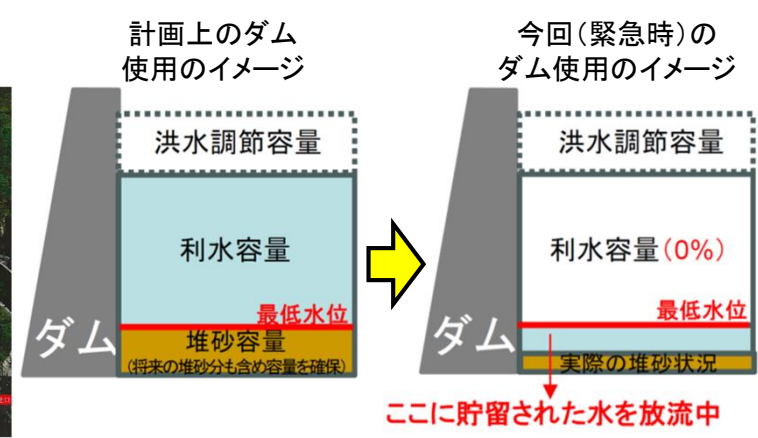 計画上のダム
使用のイメージ
洪水調節容量
利水容量
最低水位
ダム
堆砂容量
(将来の堆砂分も含め容量を確保)
今回(緊急時)の
ダム使用のイメージ
洪水調節容量
利水容量(0%)
最低水位
ダム
実際の堆砂状況
ここに貯留された水を放流中